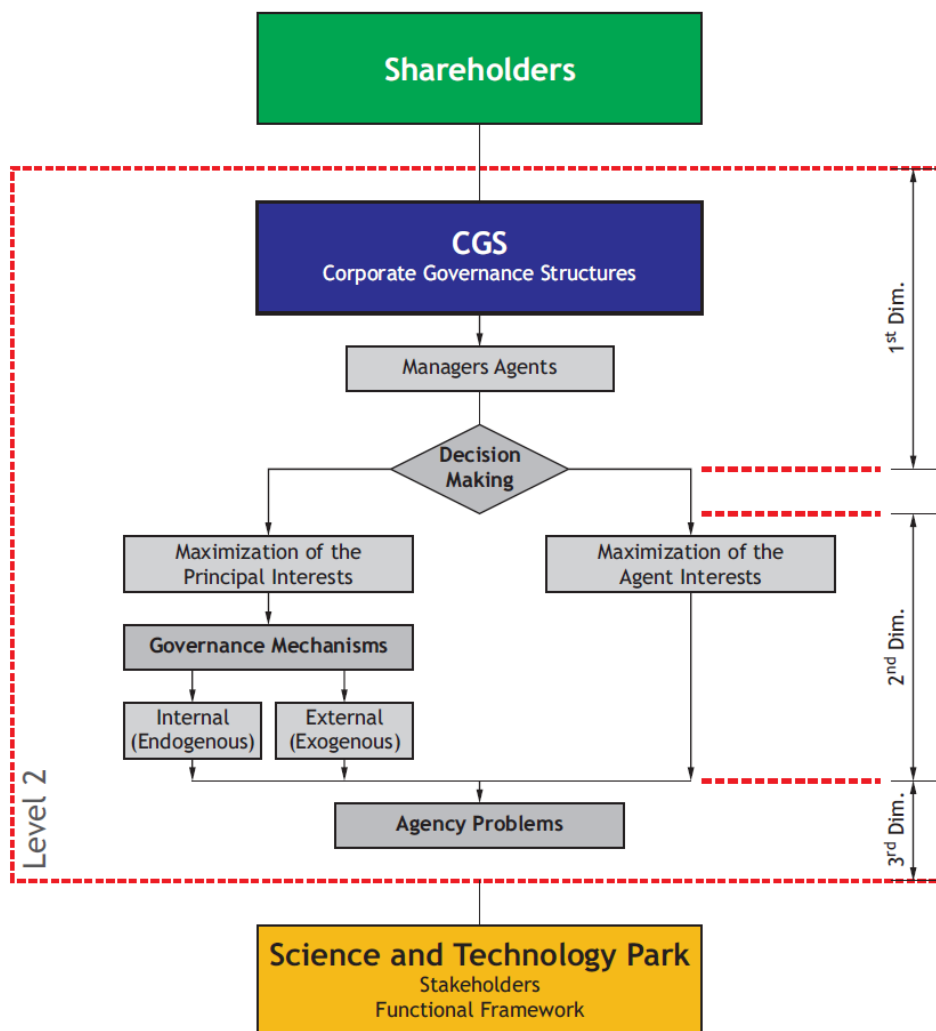 Shareholders
CGS
Corporate Governance Structures
1st Dim.
Managers Agents
Decision
Making
Maximization of the
Principal Interests
Maximization of the
Agent Interests
2nd Dim.
Governance Mechanisms
Internal
(Endogenous)
External
(Exogenous)
Level 2
Agency Problems
3rd Dim.
Science and Technology Park
Stakeholders
Functional Framework